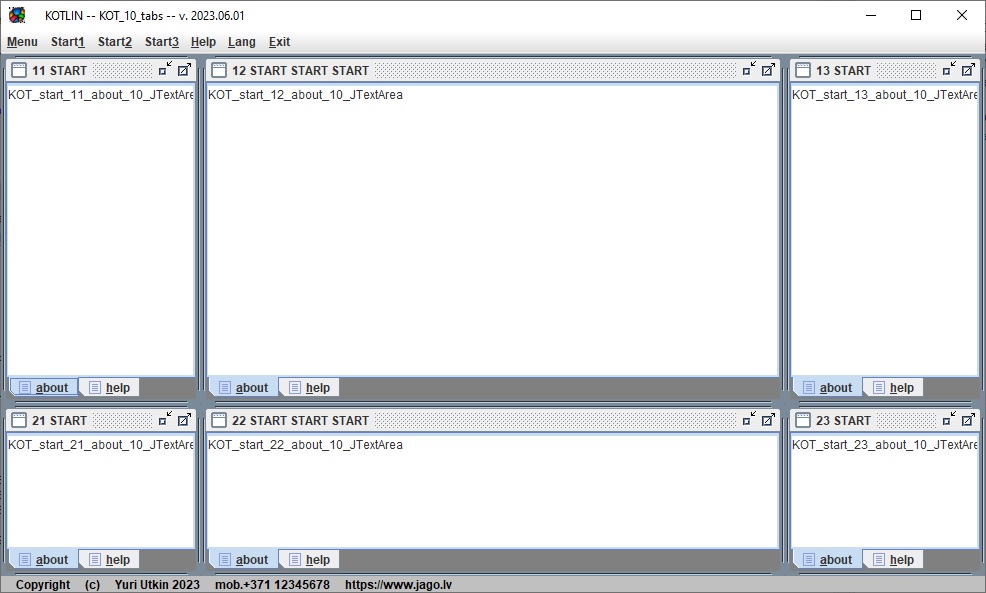 KOTLIN -- KOT_10_tabs -- v. 2023.06.01
Menu Start1 Start2 Start3 Help Lang Exit
11 START
KOT_start_11_about_10_JTextAre
about help
12 START START START
KOT_start_12_about_10_JTextArea
about help
13 START
KOT_start_13_about_10_JTextAre
about help
21 START
KOT_start_21_about_10_JTextAre
about help
22 START START START
KOT_start_22_about_10_JTextArea
about help
23 START
KOT_start_23_about_10_JTextAre
about help
Copyright (c) Yuri Utkin 2023 mob.+371 12345678 https://www.jago.lv